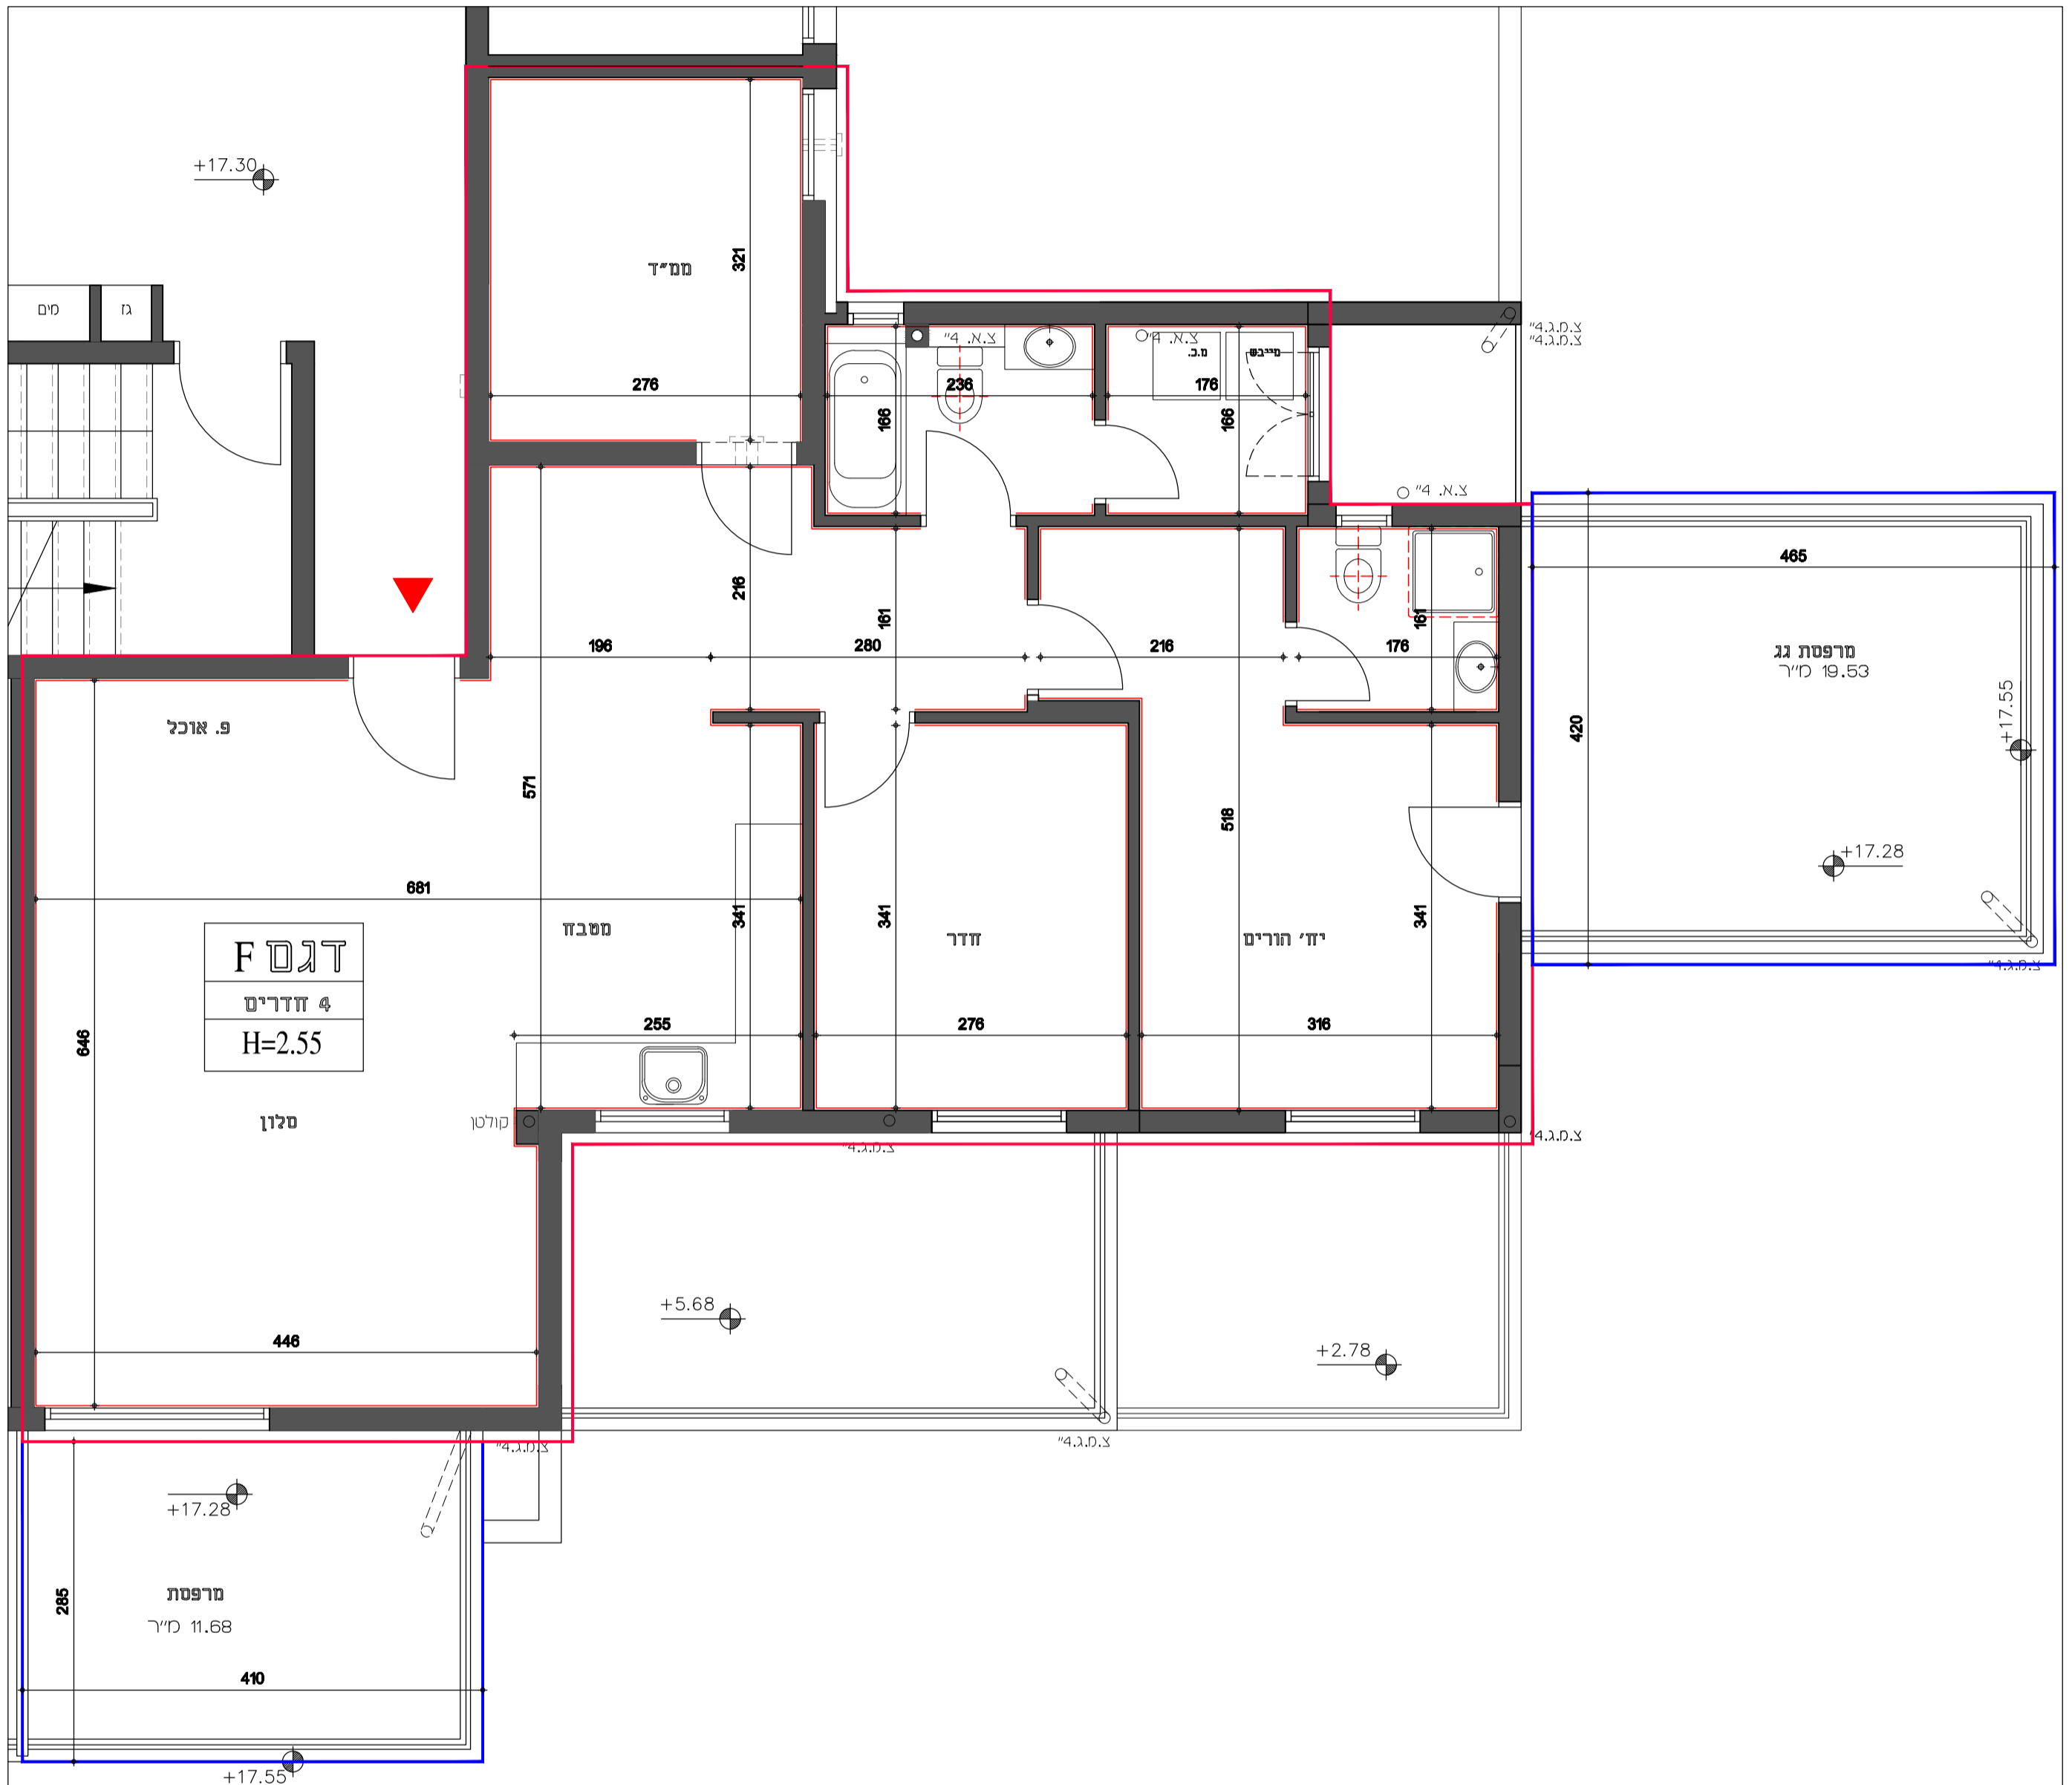 +17.30
ממ״ד
321
276
מים
גז
צ.א. 4״
צ.א. 4״
מ.כ.
מייבש
236
176
166
166
צ.מ.ג.4״
צ.מ.ג.4״
צ.א. 4״
465
מרפסת גג
19.53 מ״ר
+17.55
420
+17.28
צ.מ.ג.4״
216
161
161
196
280
216
176
פ. אוכל
571
518
681
341
341
341
מטבח
חדר
יח׳ הורים
דגם F
4 חדרים
H=2.55
646
255
276
316
סלון
קולטן
צ.מ.ג.4״
צ.מ.ג.4״
+5.68
+2.78
446
צ.מ.ג.4״
צ.מ.ג.4״
+17.28
285
מרפסת
11.68 מ״ר
410
+17.55